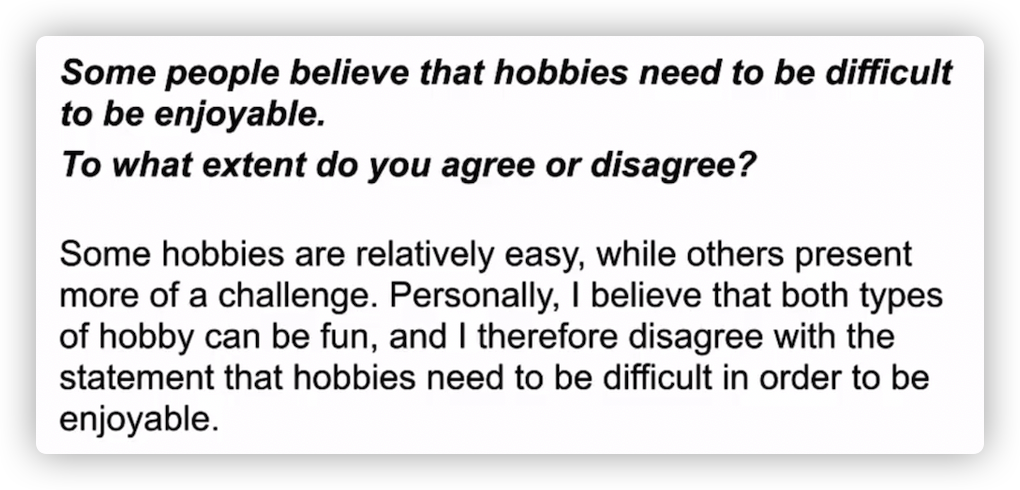 Some people believe that hobbies need to be difficult
to be enjoyable.
To what extent do you agree or disagree?
Some hobbies are relatively easy, while others present
more of a challenge. Personally, I believe that both types
of hobby can be fun, and I therefore disagree with the
statement that hobbies need to be difficult in order to be
enjoyable.